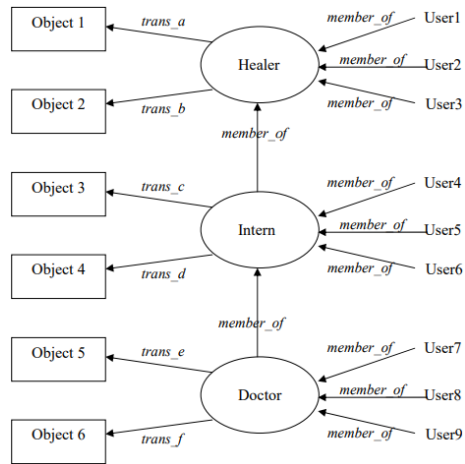 Object 1
trans_a
member_of
User1
Healer
member_of
User2
Object 2
trans_b
member_of
User3
member_of
Object 3
trans_c
member_of
User4
Intern
member_of
User5
Object 4
trans_d
member_of
User6
member_of
Object 5
trans_e
member_of
User7
Doctor
member_of
User8
Object 6
trans_f
member_of
User9